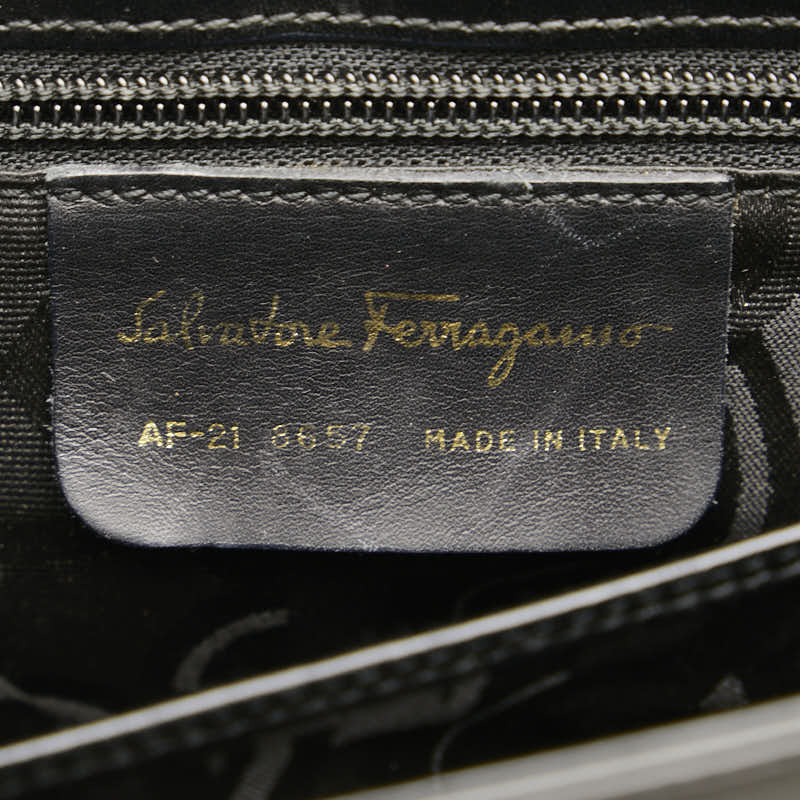 Salvatore Ferragamo
AF-21 8657 MADE IN ITALY